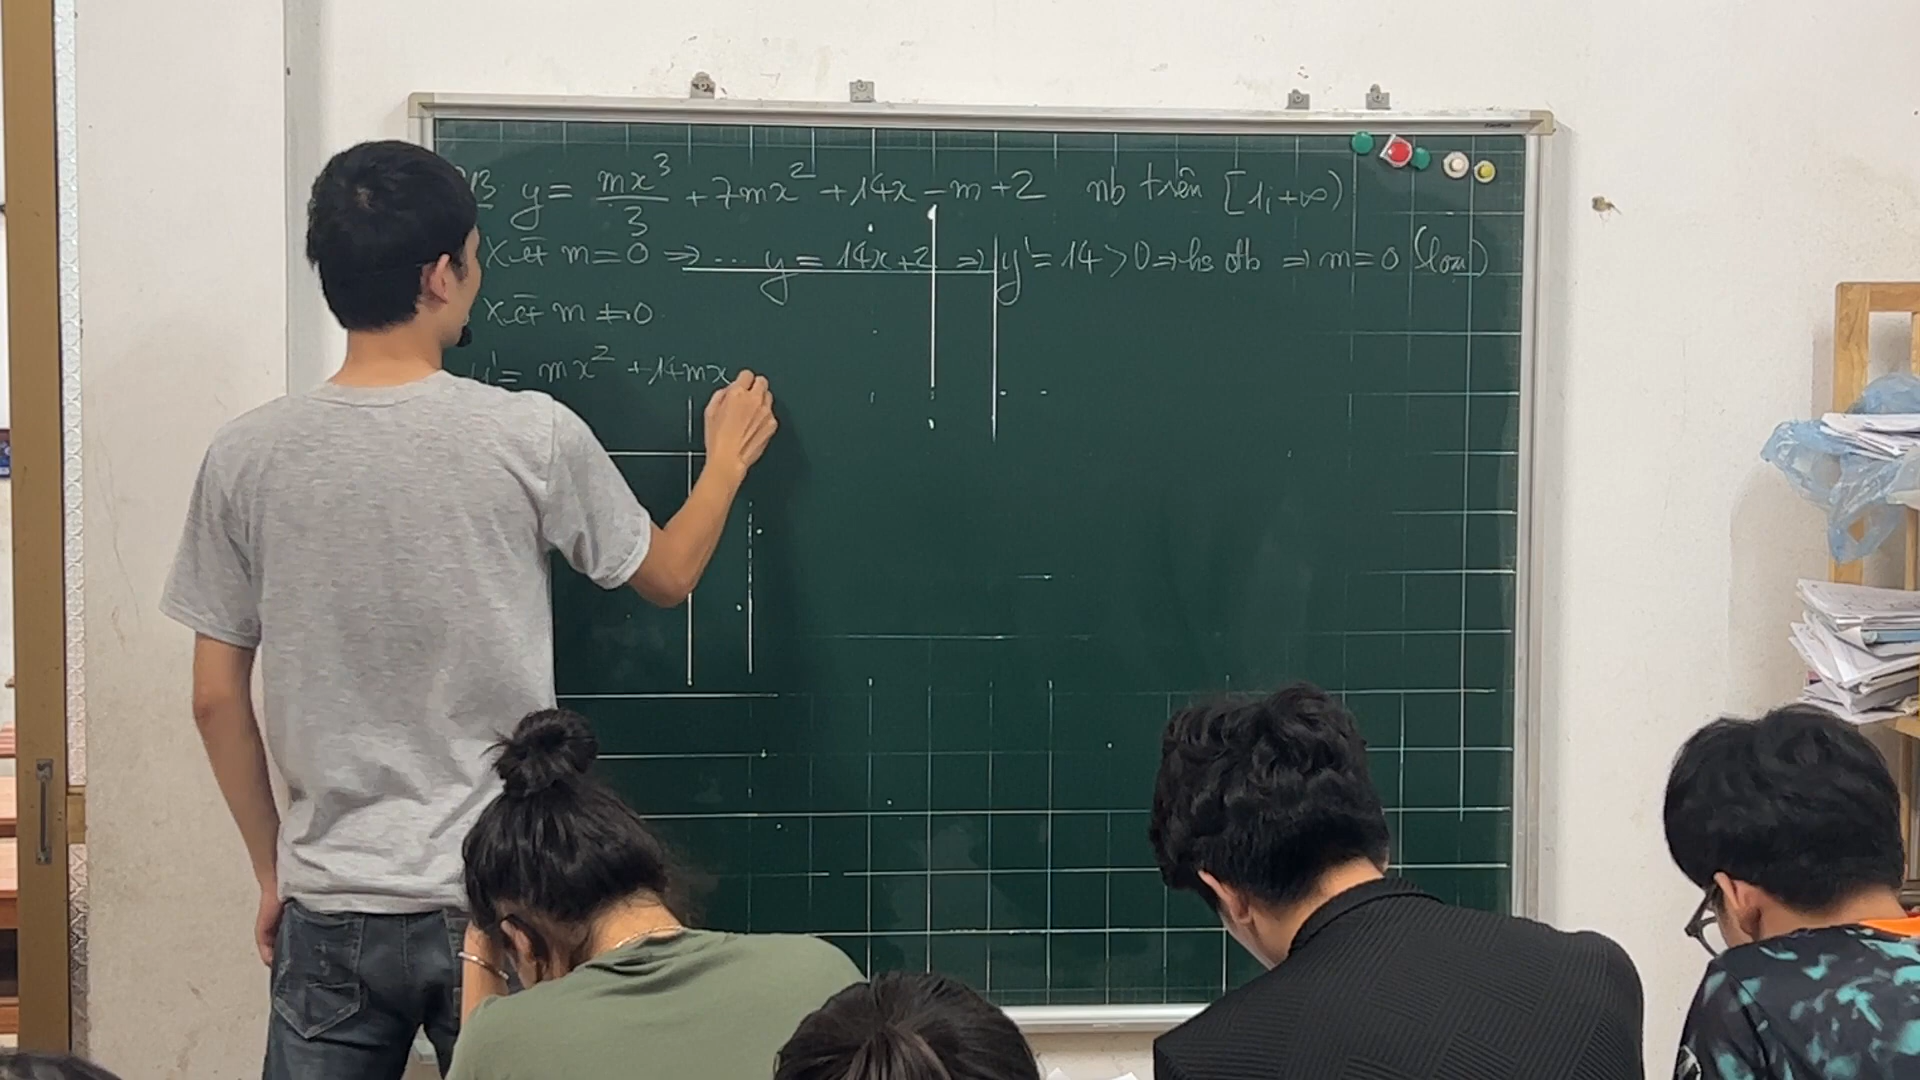 13. y = mx³/3 + 7mx² + 14x - m + 2 nb trên [1; +∞)
Xét m = 0 ⇒ ... y = 14x + 2 ⇒ y' = 14 > 0 ⇒ hs đb ⇒ m = 0 (loại)
Xét m ≠ 0
y' = mx² + 14mx